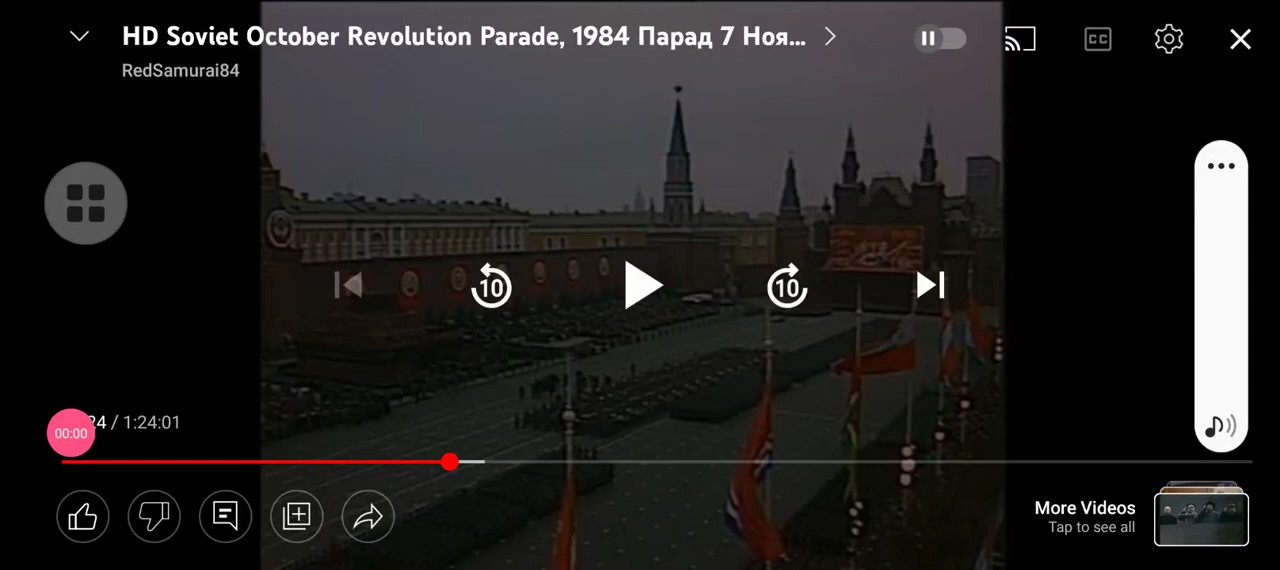 HD Soviet October Revolution Parade, 1984 Парад 7 Ноя...
RedSamurai84
CC
10
10
24 / 1:24:01
00:00
More Videos
Tap to see all